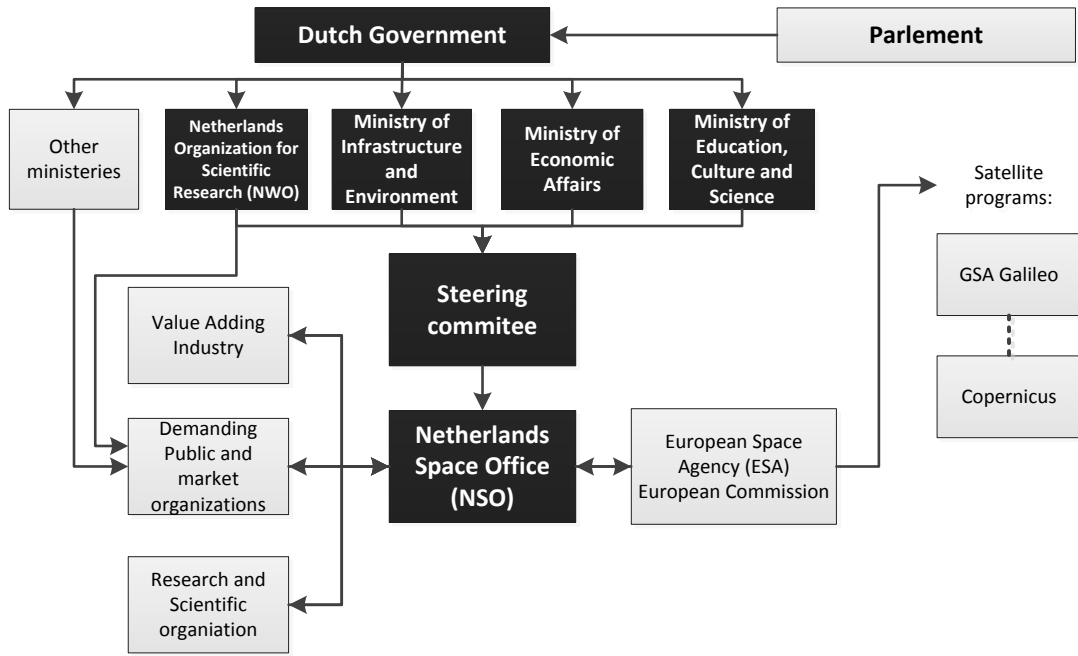 Dutch Government
Parlement
Other
ministeries
Netherlands
Organization for
Scientific
Research (NWO)
Ministry of
Infrastructure
and
Environment
Ministry of
Economic
Affairs
Ministry of
Education,
Culture and
Science
Satellite
programs:
GSA Galileo
Copernicus
Steering
commitee
Value Adding
Industry
Demanding
Public and
market
organizations
Netherlands
Space Office
(NSO)
European Space
Agency (ESA)
European Commission
Research and
Scientific
organiation